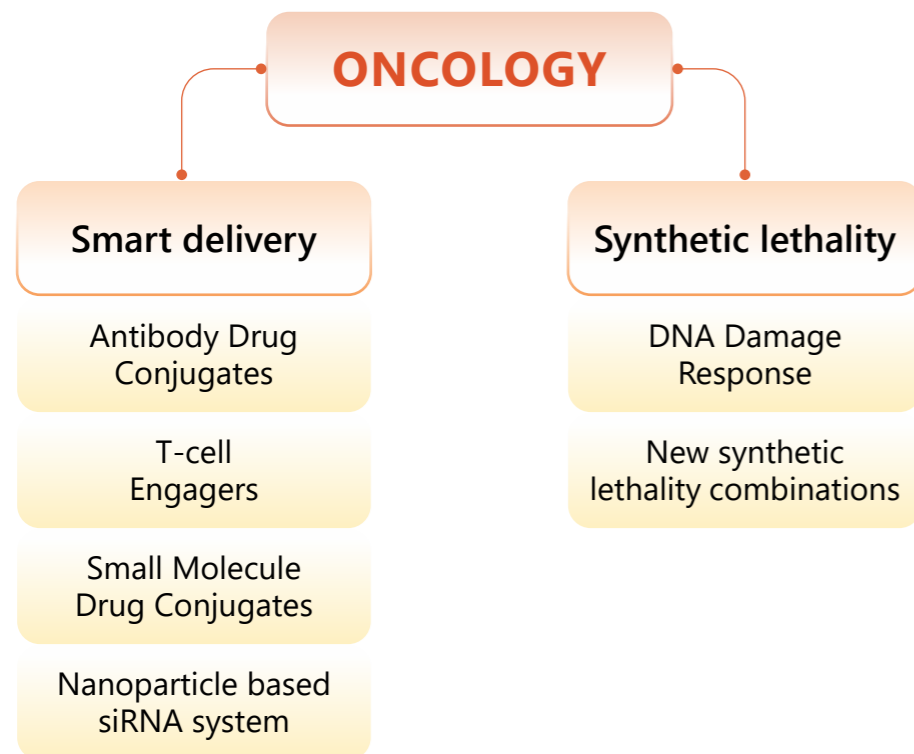 ONCOLOGY
Smart delivery
Antibody Drug
Conjugates
T-cell
Engagers
Small Molecule
Drug Conjugates
Nanoparticle based
siRNA system
Synthetic lethality
DNA Damage
Response
New synthetic
lethality combinations